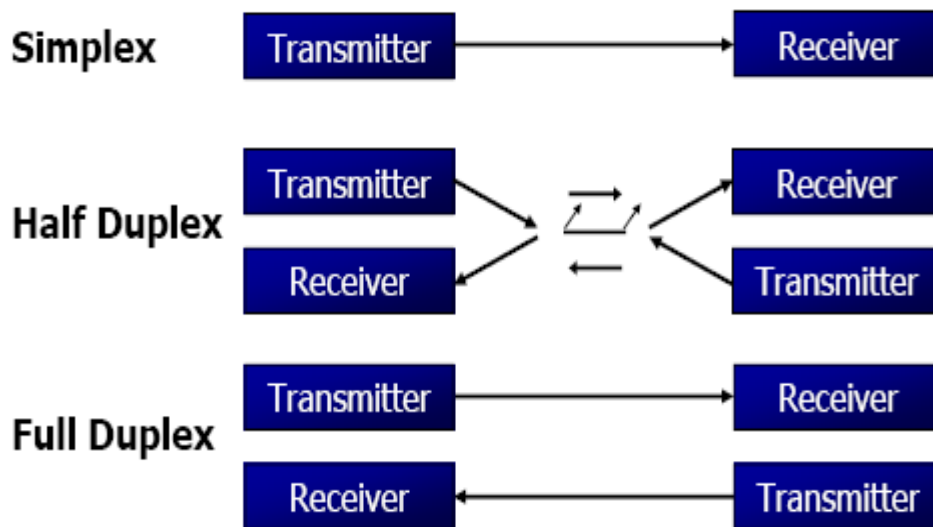 Simplex Transmitter Receiver
Transmitter Receiver
Half Duplex
Receiver Transmitter
Transmitter Receiver
Full Duplex
Receiver Transmitter